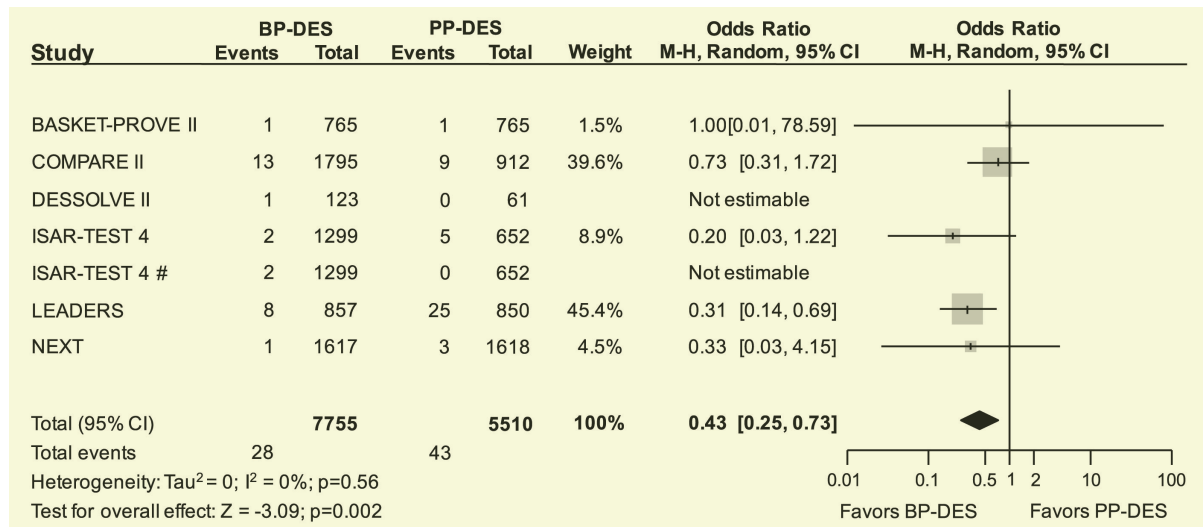 BP-DES PP-DES Odds Ratio Odds Ratio
Study Events Total Events Total Weight M-H, Random, 95% CI M-H, Random, 95% CI
BASKET-PROVE II 1 765 1 765 1.5% 1.00[0.01, 78.59]
COMPARE II 13 1795 9 912 39.6% 0.73 [0.31, 1.72]
DESSOLVE II 1 123 0 61 Not estimable
ISAR-TEST 4 2 1299 5 652 8.9% 0.20 [0.03, 1.22]
ISAR-TEST 4 # 2 1299 0 652 Not estimable
LEADERS 8 857 25 850 45.4% 0.31 [0.14, 0.69]
NEXT 1 1617 3 1618 4.5% 0.33 [0.03, 4.15]
Total (95% CI) 7755 5510 100% 0.43 [0.25, 0.73]
Total events 28 43
Heterogeneity: Tau² = 0; I² = 0%; p=0.56
0.01 0.1 0.5 1 2 10 100
Test for overall effect: Z = -3.09; p=0.002 Favors BP-DES Favors PP-DES